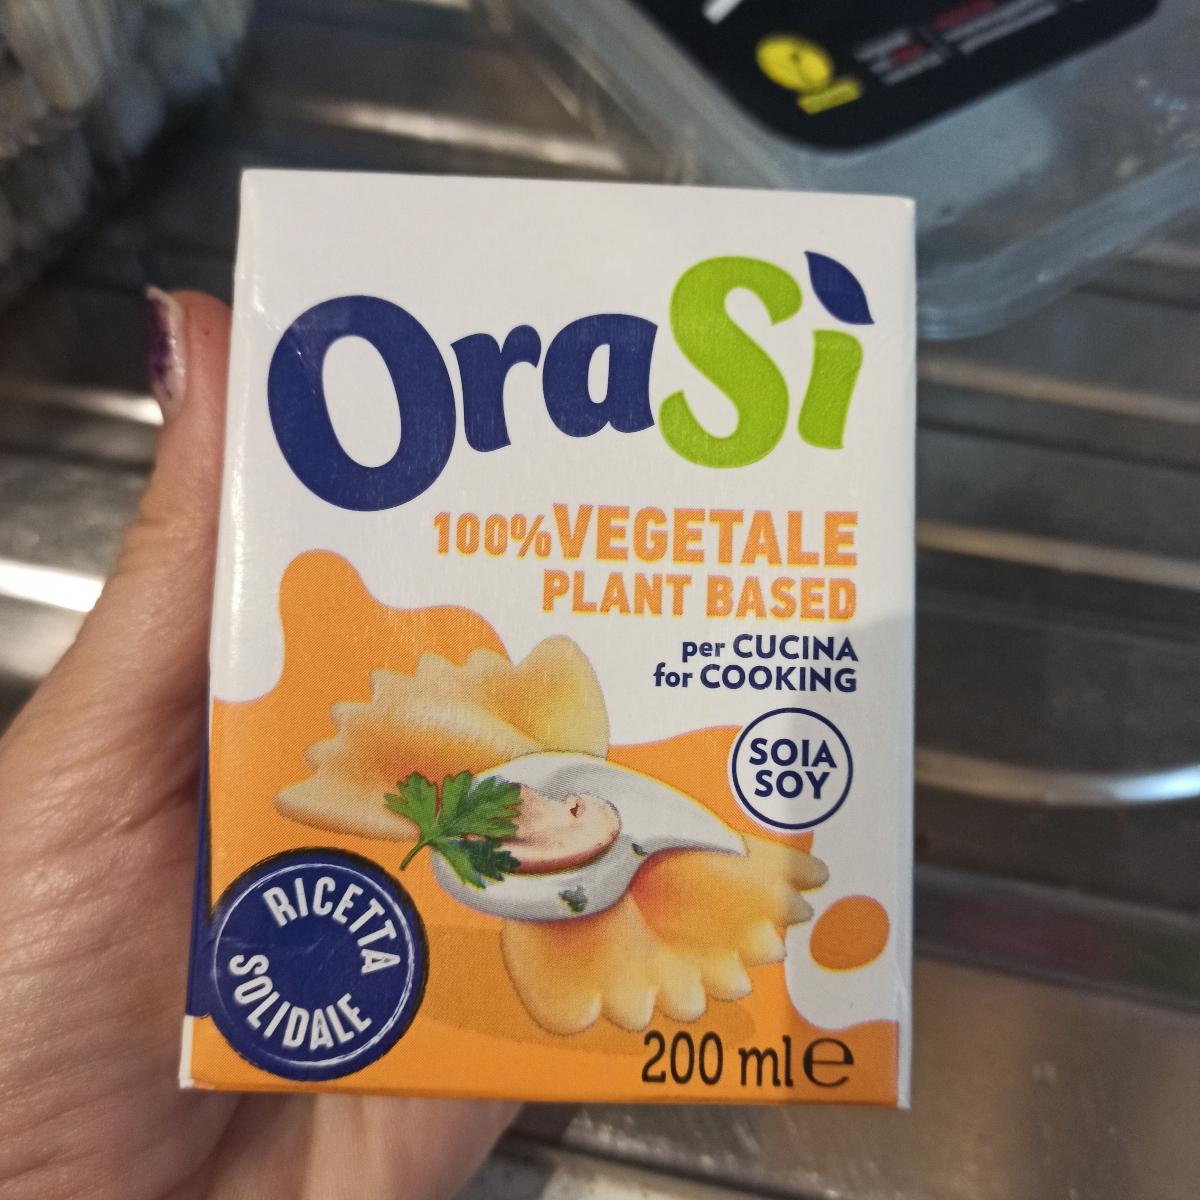 OraSì
100% VEGETALE
PLANT BASED
per CUCINA
for COOKING
SOIA
SOY
RICETTA
SOLIDALE
200 ml e